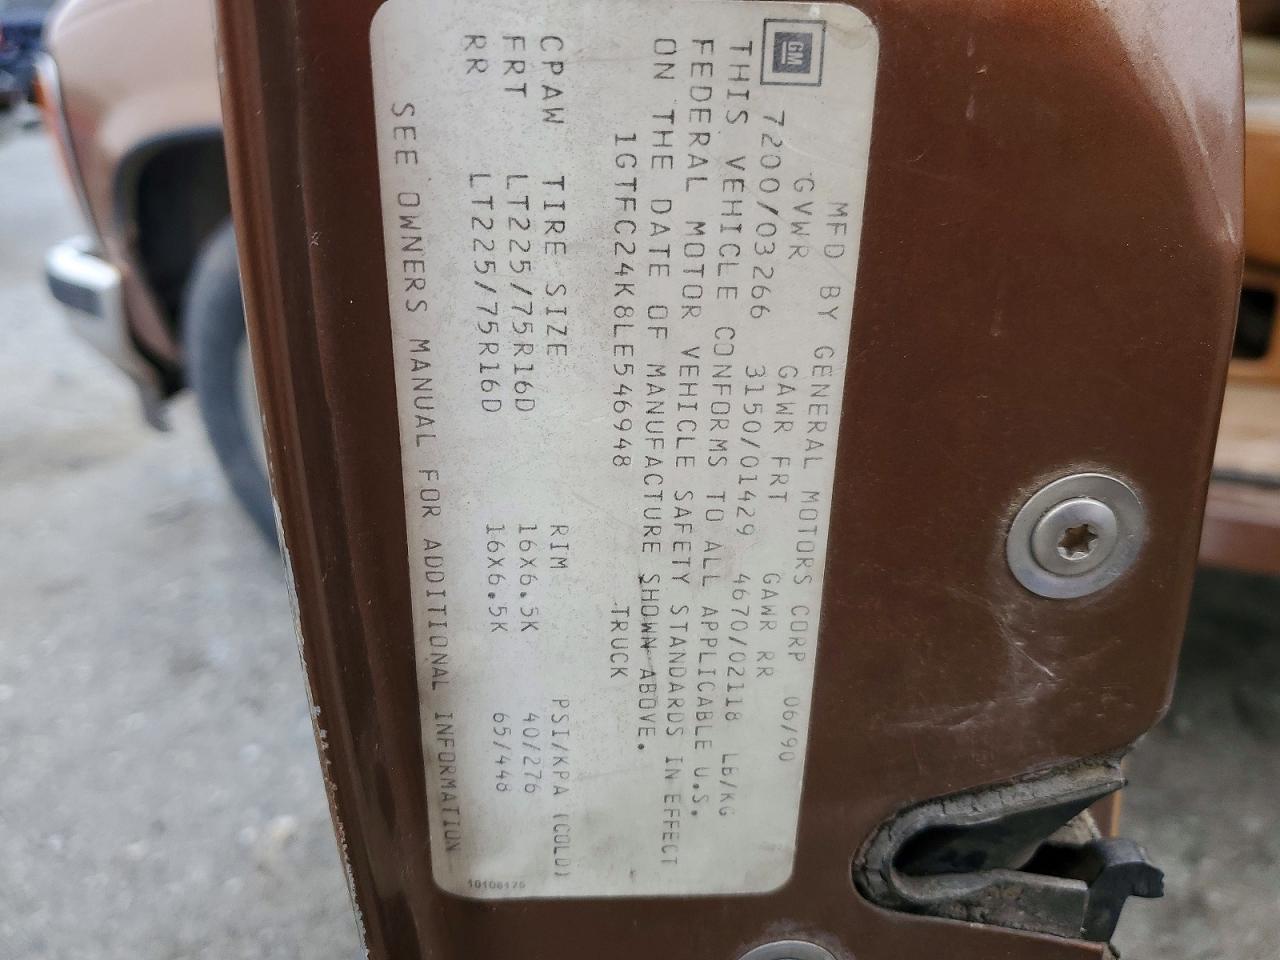 GM
MFD BY GENERAL MOTORS CORP 06/90
GVWR GAWR FRT GAWR RR
7200/03266 3150/01429 4670/02118 LB/KG
THIS VEHICLE CONFORMS TO ALL APPLICABLE U.S.
FEDERAL MOTOR VEHICLE SAFETY STANDARDS IN EFFECT
ON THE DATE OF MANUFACTURE SHOWN ABOVE.
1GTFC24K8LE546948 TRUCK
CPAW TIRE SIZE RIM PSI/KPA (COLD)
FRT LT225/75R16D 16X6.5K 40/276
RR LT225/75R16D 16X6.5K 65/448
SEE OWNERS MANUAL FOR ADDITIONAL INFORMATION